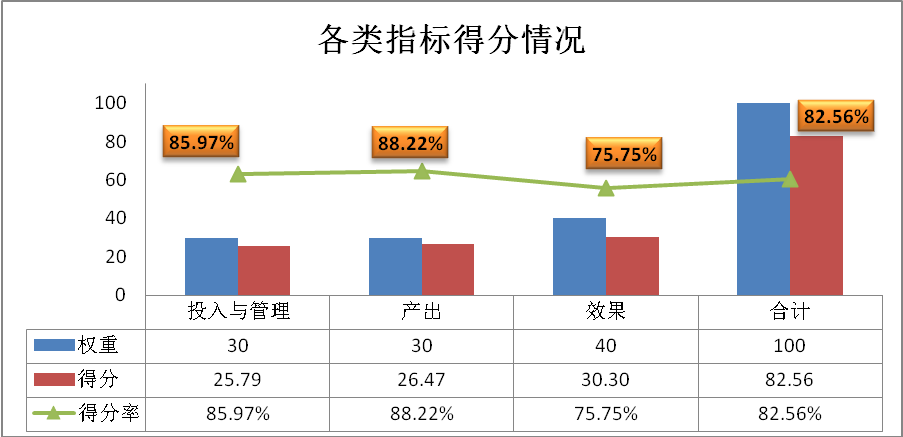 各类指标得分情况
100
80
60
40
20
0
85.97%
88.22%
75.75%
82.56%
投入与管理 产出 效果 合计
权重 30 30 40 100
得分 25.79 26.47 30.30 82.56
得分率 85.97% 88.22% 75.75% 82.56%